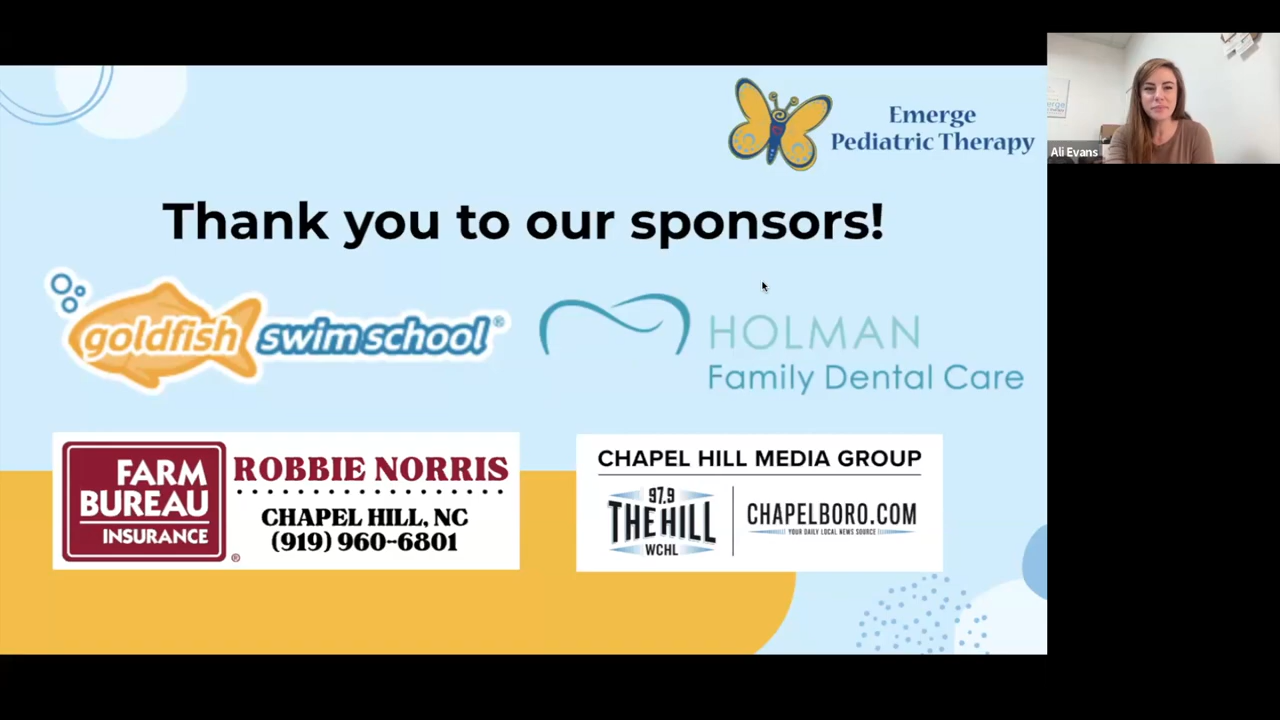 Emerge
Pediatric Therapy
Ali Evans
Thank you to our sponsors!
goldfish swim school®
HOLMAN
Family Dental Care
FARM
BUREAU
INSURANCE
®
ROBBIE NORRIS
CHAPEL HILL, NC
(919) 960-6801
CHAPEL HILL MEDIA GROUP
97.9
THE HILL
WCHL
CHAPELBORO.COM
YOUR DAILY LOCAL NEWS SOURCE